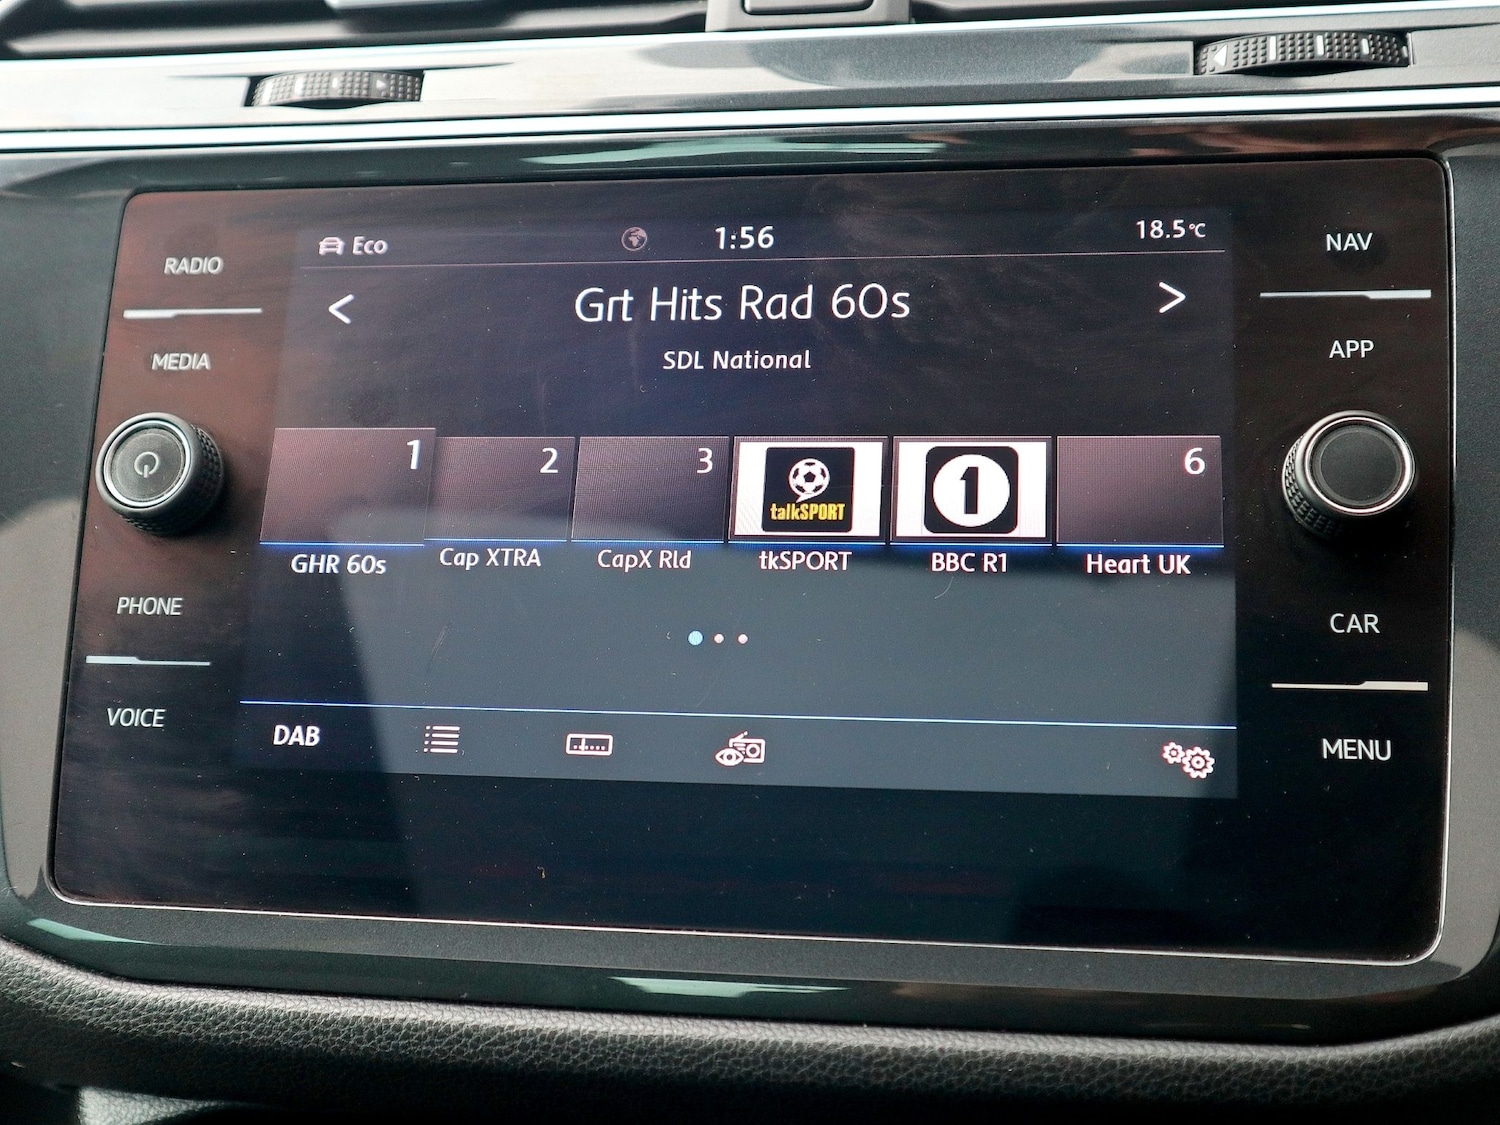 RADIO
MEDIA
PHONE
VOICE
Eco
1:56
18.5°C
< Grt Hits Rad 60s >
SDL National
1
2
3
talkSPORT
1
6
GHR 60s
Cap XTRA
CapX Rld
tkSPORT
BBC R1
Heart UK
DAB
NAV
APP
CAR
MENU